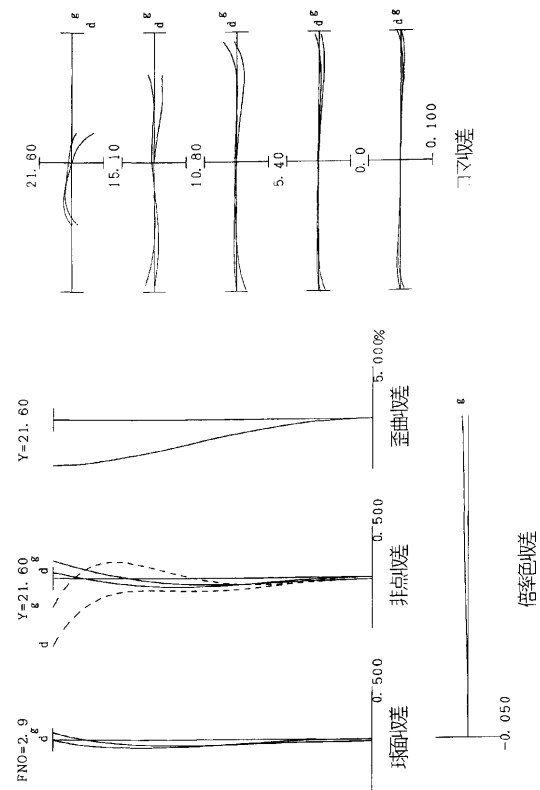 FNO=2.9
d g
0.500
球面収差
Y=21.60
d g
g d
0.500
非点収差
Y=21.60
5.000%
歪曲収差
-0.050
g
倍率色収差
21.60
g
d
15.10
g
d
10.80
g
d
5.40
d g
0.0
d g
0.100
コマ収差